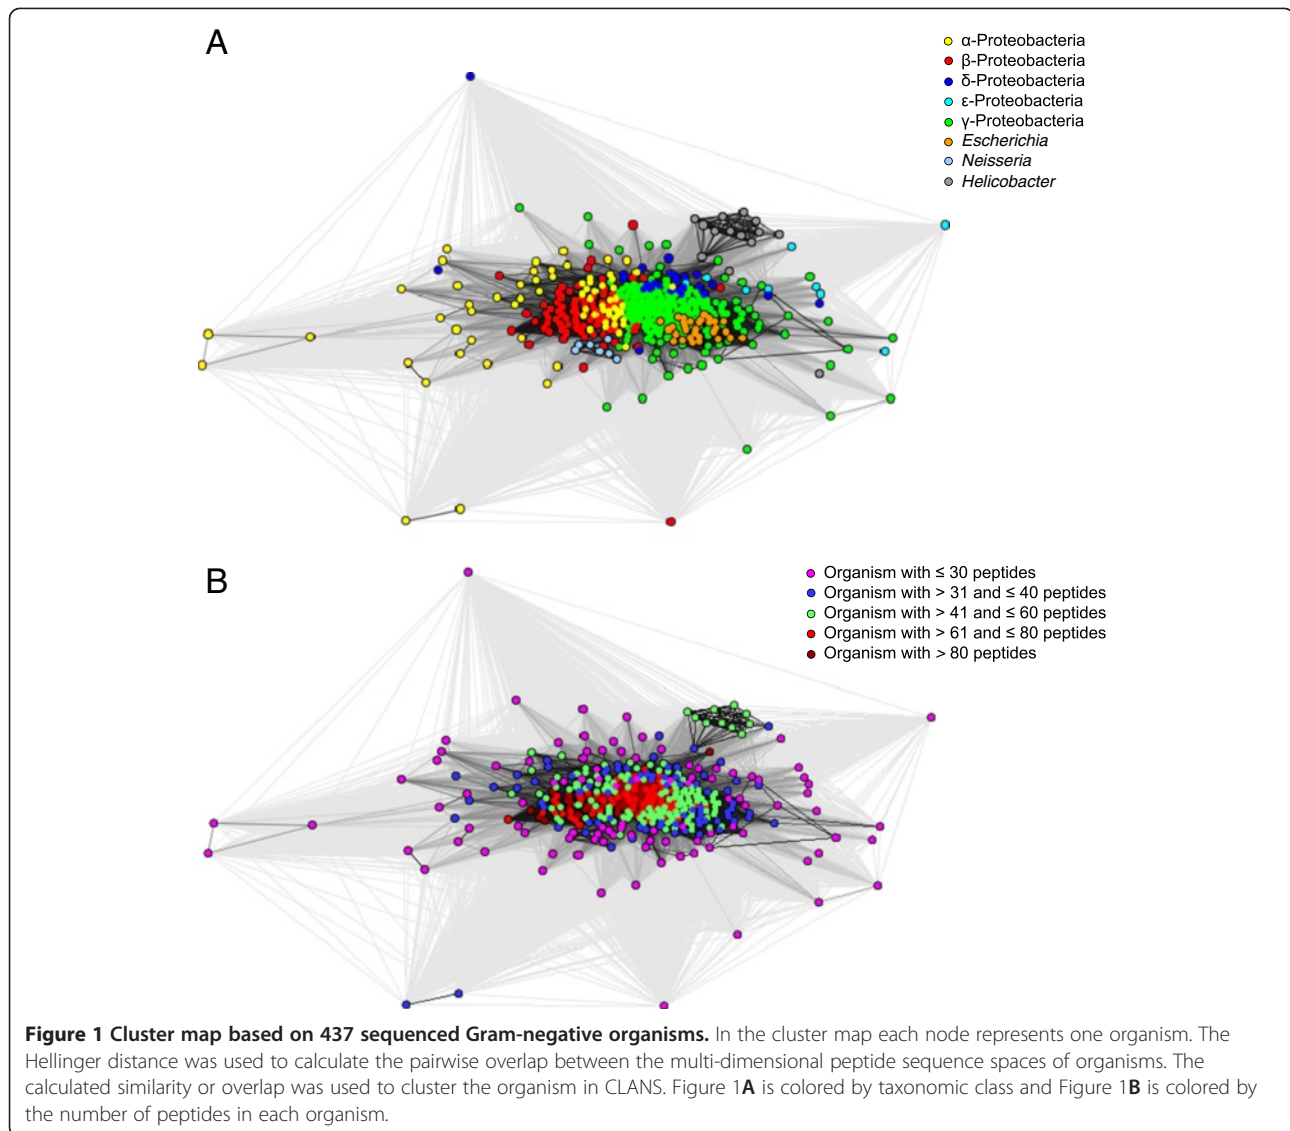 A
α-Proteobacteria
β-Proteobacteria
δ-Proteobacteria
ε-Proteobacteria
γ-Proteobacteria
Escherichia
Neisseria
Helicobacter
B
Organism with ≤ 30 peptides
Organism with > 31 and ≤ 40 peptides
Organism with > 41 and ≤ 60 peptides
Organism with > 61 and ≤ 80 peptides
Organism with > 80 peptides
Figure 1 Cluster map based on 437 sequenced Gram-negative organisms. In the cluster map each node represents one organism. The
Hellinger distance was used to calculate the pairwise overlap between the multi-dimensional peptide sequence spaces of organisms. The
calculated similarity or overlap was used to cluster the organism in CLANS. Figure 1A is colored by taxonomic class and Figure 1B is colored by
the number of peptides in each organism.